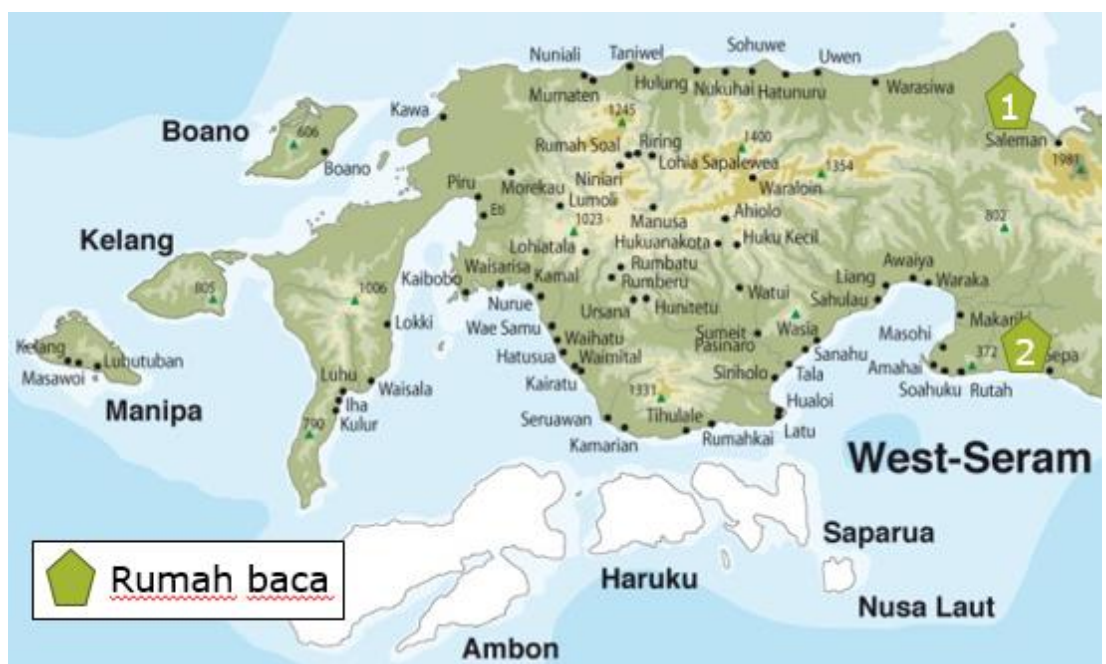 Sohuwe
Taniwel
Uwen
Nuniali
Hulung
Nukuhai
Hatunuru
Warasiwa
Murnaten
1
Kawa
1245
Boano
606
Saleman
1400
Rumah Soal
Riring
Lohia Sapalewea
1981
1354
Boano
Niniari
Waraloin
Piru
Morekau
Lumoli
Eti
Manusa
Ahiolo
802
1023
Kelang
Lohiatala
Hukuanakota
Huku Kecil
Waisarisa
Rumbatu
Awaiya
Kaibobo
Kamal
Rumberu
Liang
Waraka
805
1006
Nurue
Watui
Sahulau
Ursana
Hunitetu
Lokki
Wae Samu
Sumeit
Pasinaro
Wasia
Makariki
Masohi
Kelang
Waihatu
Sanahu
2
Lubutuban
Hatusua
Waimital
372
Sepa
Masawoi
Luhu
Waisala
Kairatu
Siriholo
Tala
Amahai
Soahuku
Rutah
1331
Manipa
Iha
Kulur
Seruawan
Tihulale
Hualoi
790
Kamarian
Rumahkai
Latu
West-Seram
Saparua
Rumah baca
Haruku
Nusa Laut
Ambon